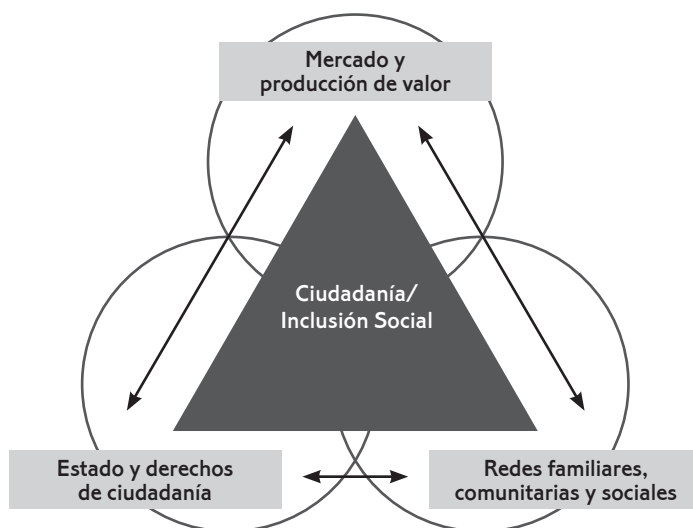 Mercado y
producción de valor
Ciudadanía/
Inclusión Social
Estado y derechos
de ciudadanía
Redes familiares,
comunitarias y sociales